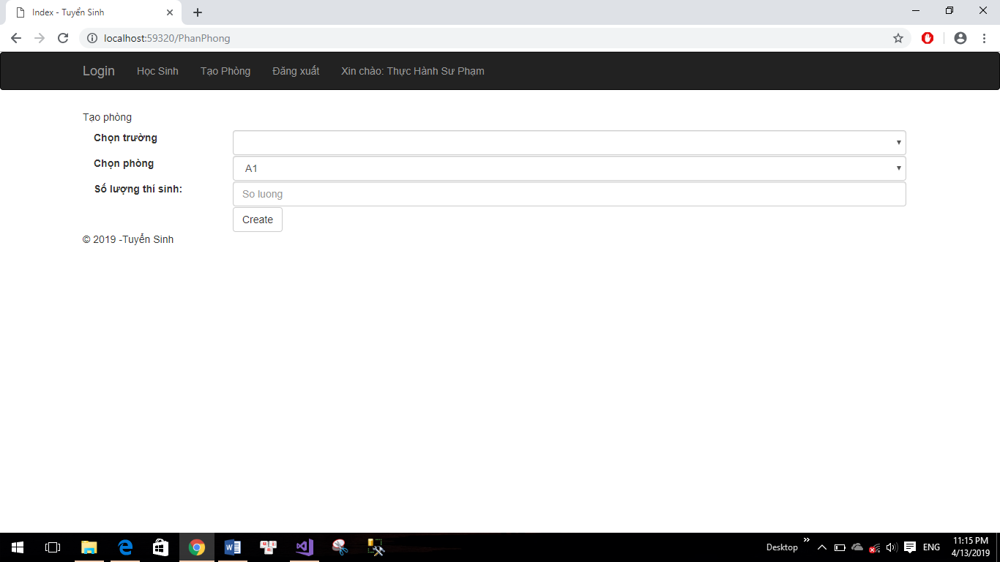 Index - Tuyển Sinh
localhost:59320/PhanPhong
Login Học Sinh Tạo Phòng Đăng xuất Xin chào: Thực Hành Sư Phạm
Tạo phòng
Chọn trường
Chọn phòng A1
Số lượng thí sinh: So luong
Create
© 2019 -Tuyển Sinh
Desktop ENG 11:15 PM
4/13/2019